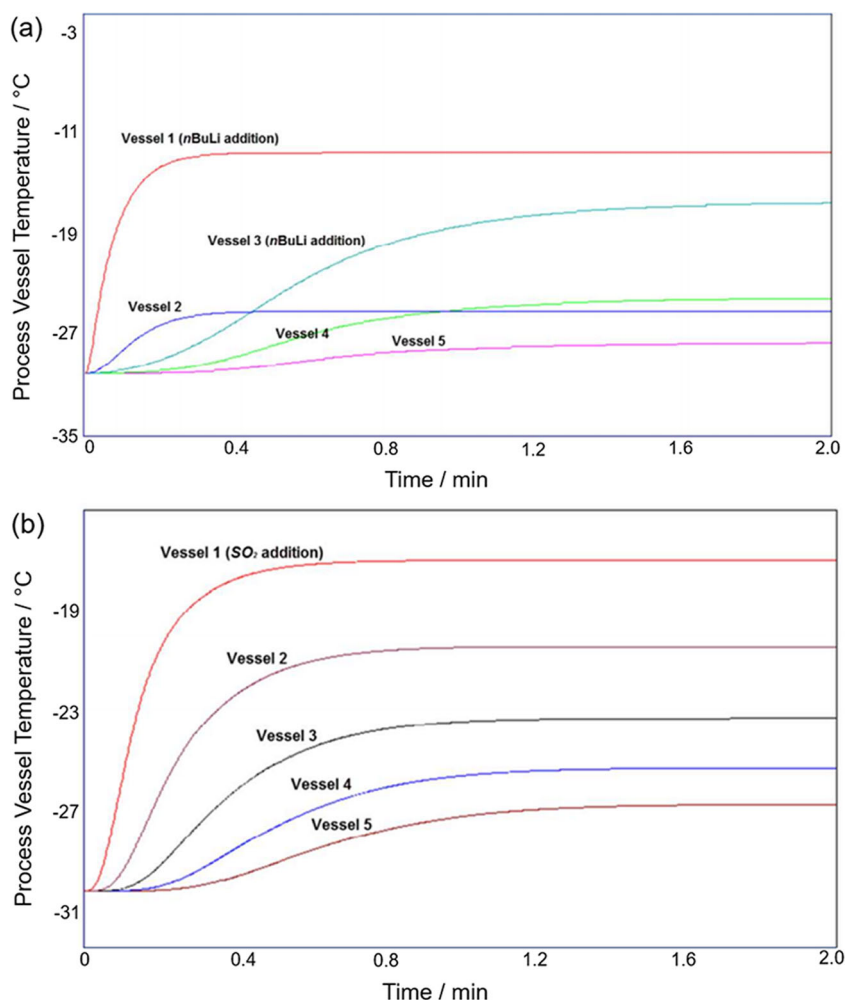 (a)
Process Vessel Temperature / °C
-3
-11
-19
-27
-35
Vessel 1 (nBuLi addition)
Vessel 3 (nBuLi addition)
Vessel 2
Vessel 4
Vessel 5
0 0.4 0.8 1.2 1.6 2.0
Time / min
(b)
Process Vessel Temperature / °C
-19
-23
-27
-31
Vessel 1 (SO₂ addition)
Vessel 2
Vessel 3
Vessel 4
Vessel 5
0 0.4 0.8 1.2 1.6 2.0
Time / min